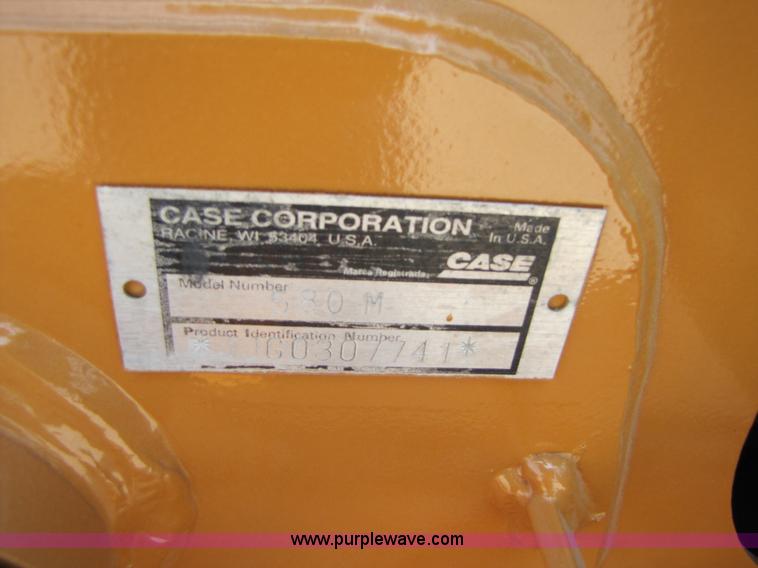 CASE CORPORATION
RACINE, WI 53404 U.S.A.
Made
In U.S.A.
Marca Registrada
CASE
®
Model Number
580 M
Product Identification Number
*JJG0307741*
www.purplewave.com